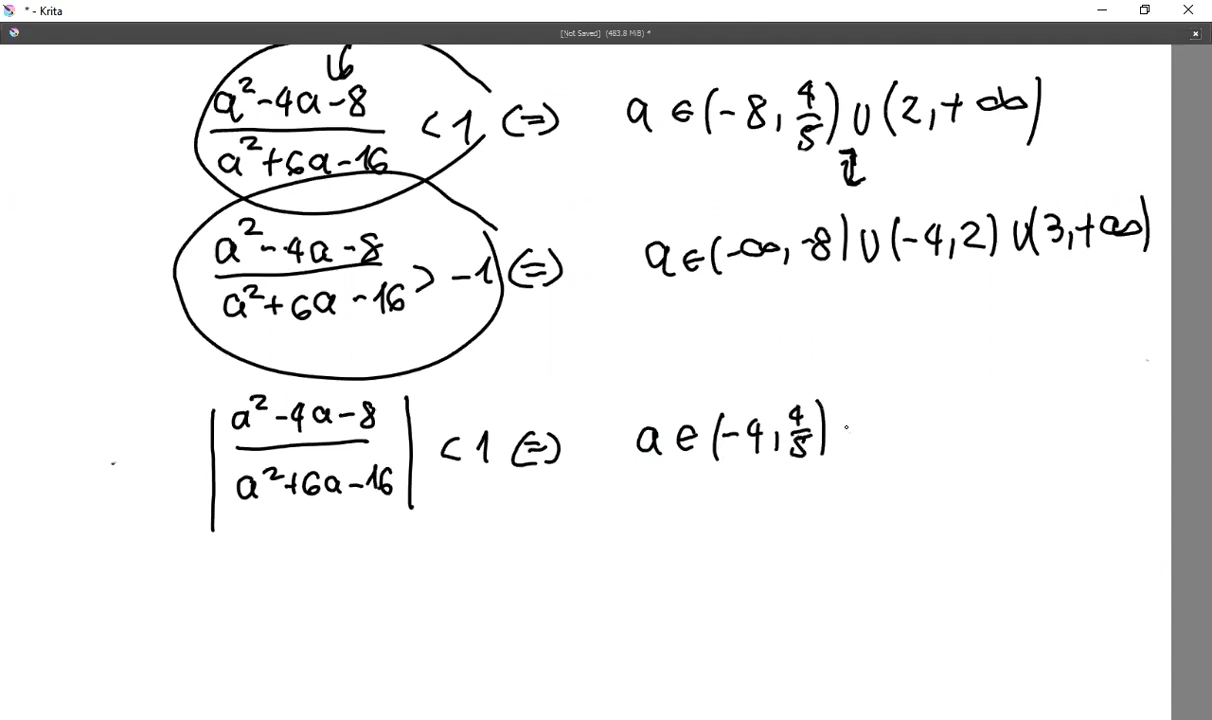 * - Krita
[Not Saved] (483.8 MiB) *
16
a²-4a-8 / a²+6a-16 < 1 (=) a ∈ (-8, 4/5) ∪ (2, +∞)
a²-4a-8 / a²+6a-16 > -1 (=) a ∈ (-∞, -8) ∪ (-4, 2) ∪ (3, +∞)
| a²-4a-8 / a²+6a-16 | < 1 (=) a ∈ (-4, 4/5)